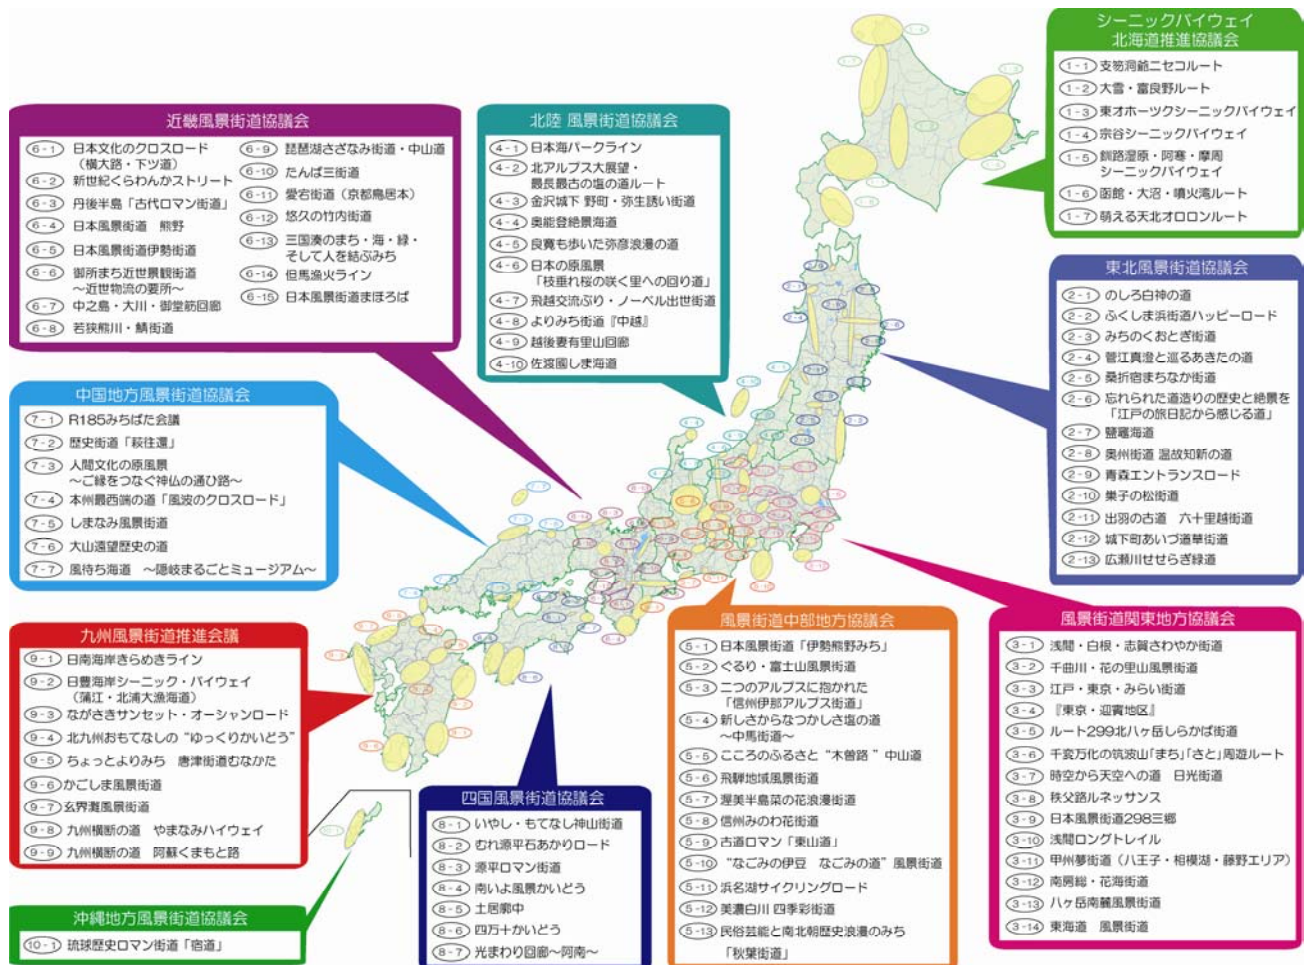 シーニックバイウェイ
北海道推進協議会
1-1 支笏洞爺ニセコルート
1-2 大雪・富良野ルート
1-3 東オホーツクシーニックバイウェイ
1-4 宗谷シーニックバイウェイ
1-5 釧路湿原・阿寒・摩周
シーニックバイウェイ
1-6 函館・大沼・噴火湾ルート
1-7 萌える天北オロロンルート
近畿風景街道協議会
6-1 日本文化のクロスロード
（横大路・下ツ道）
6-2 新世紀くらわんかストリート
6-3 丹後半島「古代ロマン街道」
6-4 日本風景街道 熊野
6-5 日本風景街道伊勢街道
6-6 御所まち近世景観街道
～近世物流の要所～
6-7 中之島・大川・御堂筋回廊
6-8 若狭熊川・鯖街道
6-9 琵琶湖さざなみ街道・中山道
6-10 たんば三街道
6-11 愛宕街道（京都鳥居本）
6-12 悠久の竹内街道
6-13 三国湊のまち・海・緑・
そして人を結ぶみち
6-14 但馬漁火ライン
6-15 日本風景街道まほろば
北陸 風景街道協議会
4-1 日本海パークライン
4-2 北アルプス大展望・
最長最古の塩の道ルート
4-3 金沢城下 野町・弥生誘い街道
4-4 奥能登絶景海道
4-5 良寛も歩いた弥彦浪漫の道
4-6 日本の原風景
「枝垂れ桜の咲く里への回り道」
4-7 飛越交流ぶり・ノーベル出世街道
4-8 よりみち街道『中越』
4-9 越後妻有里山回廊
4-10 佐渡國しま海道
東北風景街道協議会
2-1 のしろ白神の道
2-2 ふくしま浜街道ハッピーロード
2-3 みちのくおとぎ街道
2-4 菅江真澄と巡るあきたの道
2-5 桑折宿まちなか街道
2-6 忘れられた道造りの歴史と絶景を
「江戸の旅日記から感じる道」
2-7 鹽竈海道
2-8 奥州街道 温故知新の道
2-9 青森エントランスロード
2-10 巣子の松街道
2-11 出羽の古道 六十里越街道
2-12 城下町あいづ道草街道
2-13 広瀬川せせらぎ緑道
中国地方風景街道協議会
7-1 R185みちばた会議
7-2 歴史街道「萩往還」
7-3 人間文化の原風景
～ご縁をつなぐ神仏の通ひ路～
7-4 本州最西端の道「風波のクロスロード」
7-5 しまなみ風景街道
7-6 大山遠望歴史の道
7-7 風待ち海道 ～隠岐まるごとミュージアム～
九州風景街道推進会議
9-1 日南海岸きらめきライン
9-2 日豊海岸シーニック・バイウェイ
（蒲江・北浦大漁海道）
9-3 ながさきサンセット・オーシャンロード
9-4 北九州おもてなしの“ゆっくりかいどう”
9-5 ちょっとよりみち 唐津街道むなかた
9-6 かごしま風景街道
9-7 玄界灘風景街道
9-8 九州横断の道 やまなみハイウェイ
9-9 九州横断の道 阿蘇くまもと路
沖縄地方風景街道協議会
10-1 琉球歴史ロマン街道「宿道」
四国風景街道協議会
8-1 いやし・もてなし神山街道
8-2 むれ源平石あかりロード
8-3 源平ロマン街道
8-4 南いよ風景かいどう
8-5 土居廓中
8-6 四万十かいどう
8-7 光まわり回廊～阿南～
風景街道中部地方協議会
5-1 日本風景街道「伊勢熊野みち」
5-2 ぐるり・富士山風景街道
5-3 二つのアルプスに抱かれた
「信州伊那アルプス街道」
5-4 新しさからなつかしさ塩の道
～中馬街道～
5-5 こころのふるさと“木曽路”中山道
5-6 飛騨地域風景街道
5-7 渥美半島菜の花浪漫街道
5-8 信州みのわ花街道
5-9 古道ロマン「東山道」
5-10 “なごみの伊豆 なごみの道”風景街道
5-11 浜名湖サイクリングロード
5-12 美濃白川 四季彩街道
5-13 民俗芸能と南北朝歴史浪漫のみち
「秋葉街道」
風景街道関東地方協議会
3-1 浅間・白根・志賀さわやか街道
3-2 千曲川・花の里山風景街道
3-3 江戸・東京・みらい街道
3-4 『東京・迎賓地区』
3-5 ルート299北八ヶ岳しらかば街道
3-6 千変万化の筑波山「まち」「さと」周遊ルート
3-7 時空から天空への道 日光街道
3-8 秩父路ルネッサンス
3-9 日本風景街道298三郷
3-10 浅間ロングトレイル
3-11 甲州夢街道（八王子・相模湖・藤野エリア）
3-12 南房総・花海街道
3-13 八ヶ岳南麓風景街道
3-14 東海道 風景街道